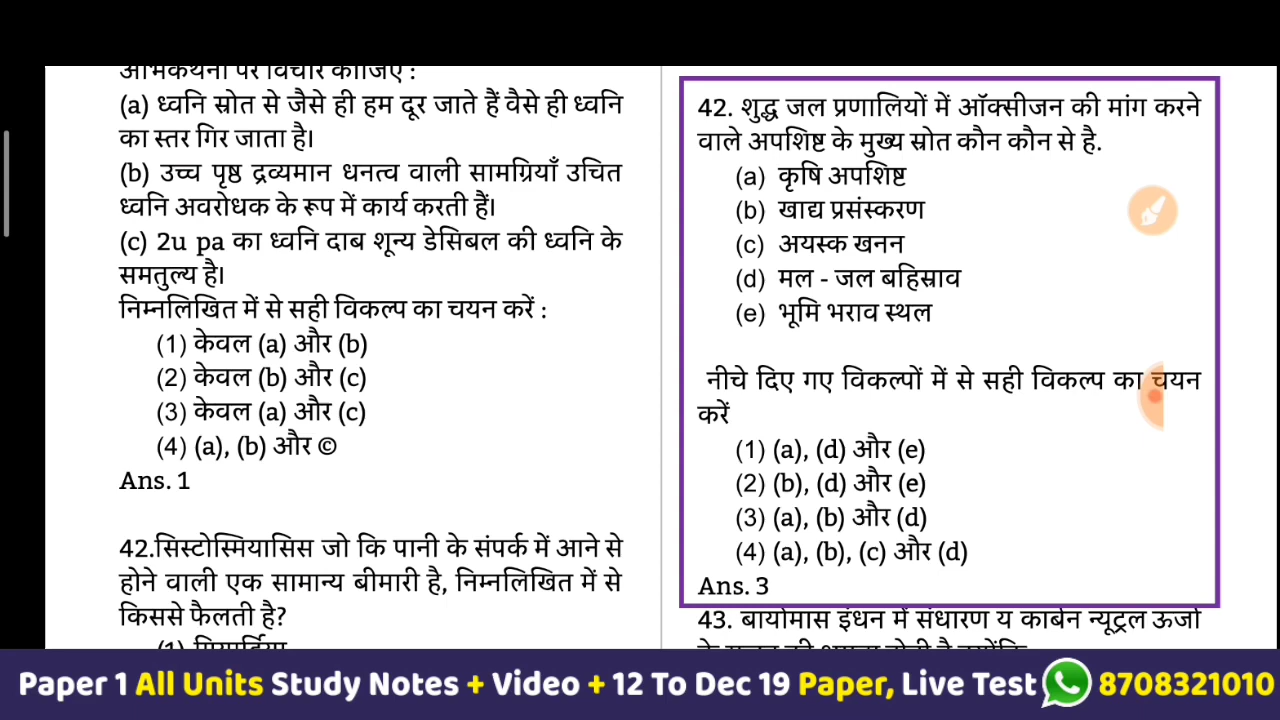 अभिकथनों पर विचार कीजिए :
(a) ध्वनि स्रोत से जैसे ही हम दूर जाते हैं वैसे ही ध्वनि
का स्तर गिर जाता है।
(b) उच्च पृष्ठ द्रव्यमान धनत्व वाली सामग्रियाँ उचित
ध्वनि अवरोधक के रूप में कार्य करती हैं।
(c) 2u pa का ध्वनि दाब शून्य डेसिबल की ध्वनि के
समतुल्य है।
निम्नलिखित में से सही विकल्प का चयन करें :
(1) केवल (a) और (b)
(2) केवल (b) और (c)
(3) केवल (a) और (c)
(4) (a), (b) और ©
Ans. 1
42.सिस्टोस्मियासिस जो कि पानी के संपर्क में आने से
होने वाली एक सामान्य बीमारी है, निम्नलिखित में से
किससे फैलती है?
(1)
42. शुद्ध जल प्रणालियों में ऑक्सीजन की मांग करने
वाले अपशिष्ट के मुख्य स्रोत कौन कौन से है.
(a) कृषि अपशिष्ट
(b) खाद्य प्रसंस्करण
(c) अयस्क खनन
(d) मल - जल बहिस्राव
(e) भूमि भराव स्थल
नीचे दिए गए विकल्पों में से सही विकल्प का चयन
करें
(1) (a), (d) और (e)
(2) (b), (d) और (e)
(3) (a), (b) और (d)
(4) (a), (b), (c) और (d)
Ans. 3
43. बायोमास इंधन में संधारण य कार्बन न्यूट्रल ऊर्जा
Paper 1 All Units Study Notes + Video + 12 To Dec 19 Paper, Live Test 8708321010